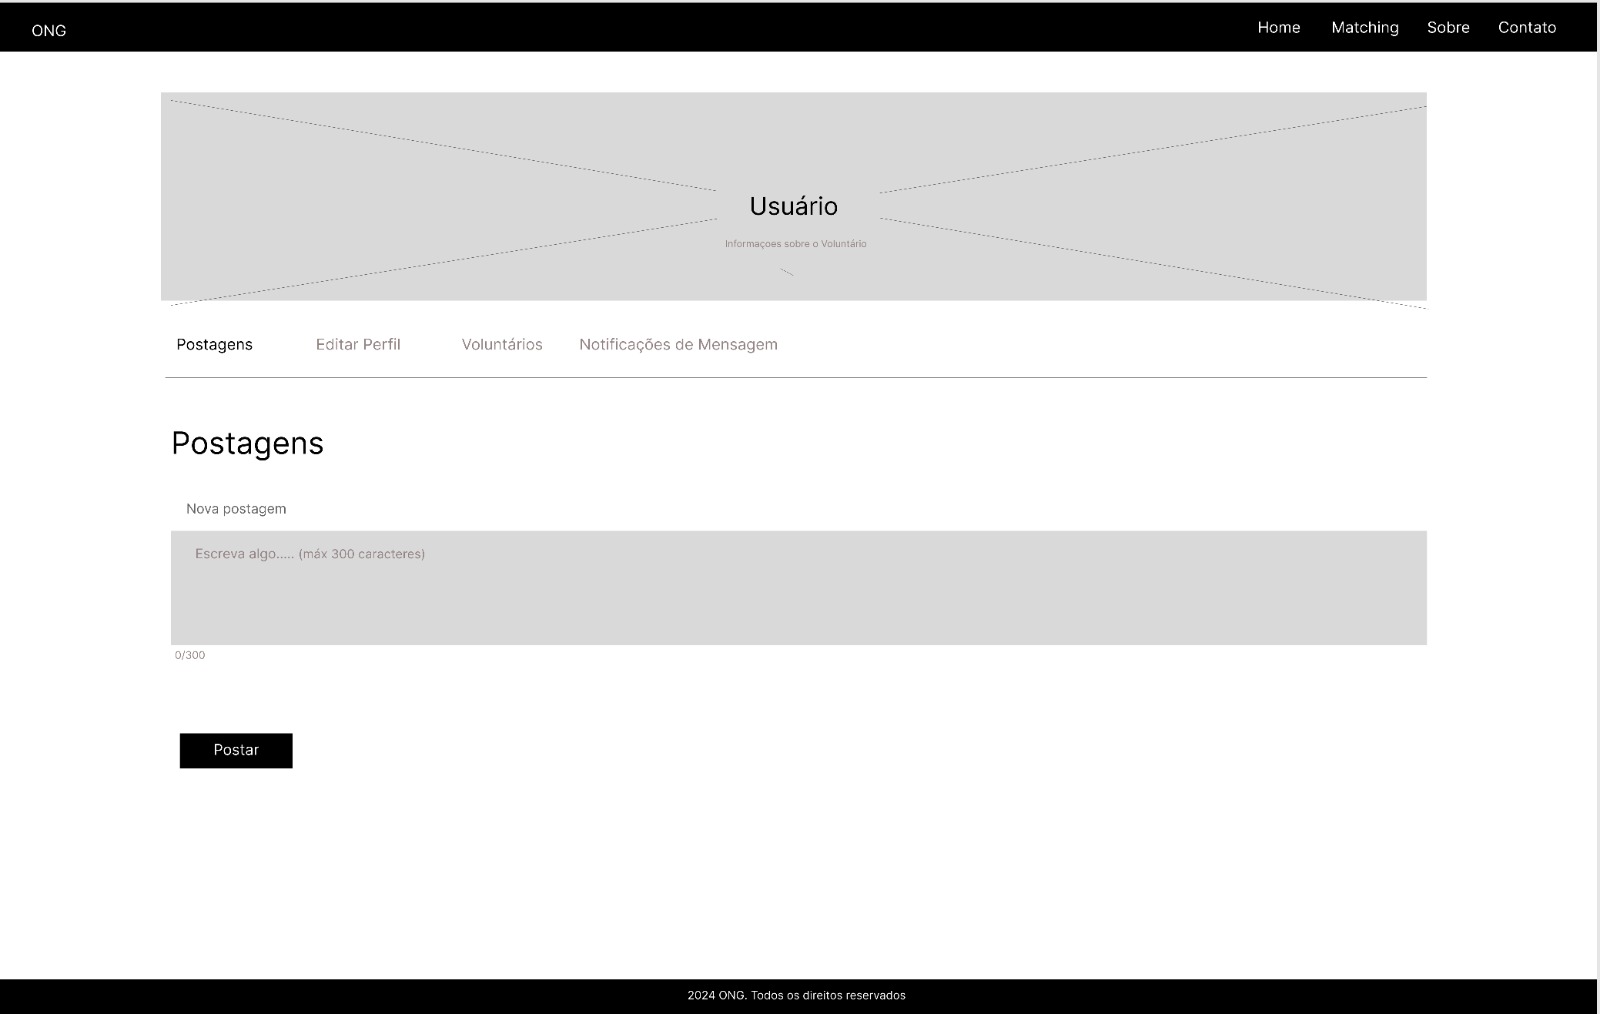 ONG
Home Matching Sobre Contato
Usuário
Informaçoes sobre o Voluntário
Postagens Editar Perfil Voluntários Notificações de Mensagem
Postagens
Nova postagem
Escreva algo..... (máx 300 caracteres)
0/300
Postar
2024 ONG. Todos os direitos reservados